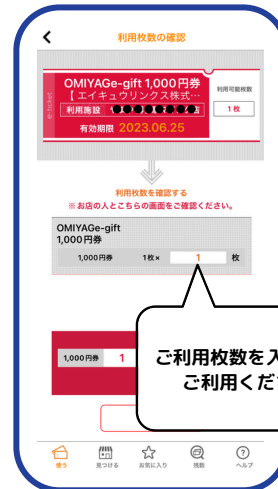 利用枚数の確認
e-ticket
OMIYAGe-gift 1,000円券
【エイキュウリンクス株式…
利用施設
店
有効期限 2023.06.25
利用可能枚数
1 枚
利用枚数を確認する
※お店の人とこちらの画面をご確認ください。
OMIYAGe-gift
1,000円券
1,000円券 1枚× 1 枚
1,000円券 1
ご利用枚数を入
ご利用くだ
使う 見つける お気に入り 残数 ヘルプ